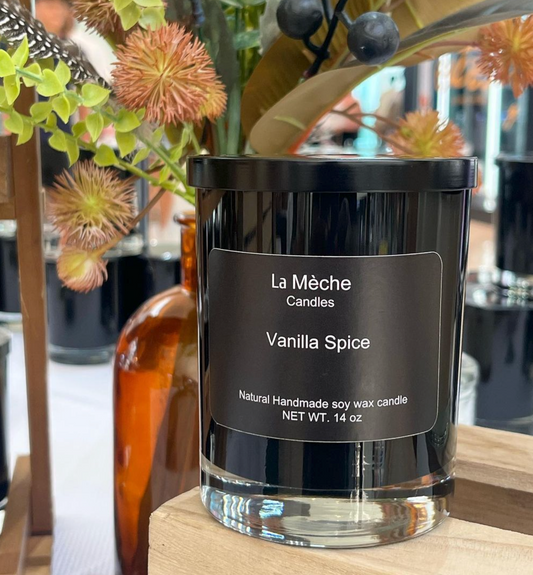 La Mèche
Candles
Vanilla Spice
Natural Handmade soy wax candle
NET WT. 14 oz